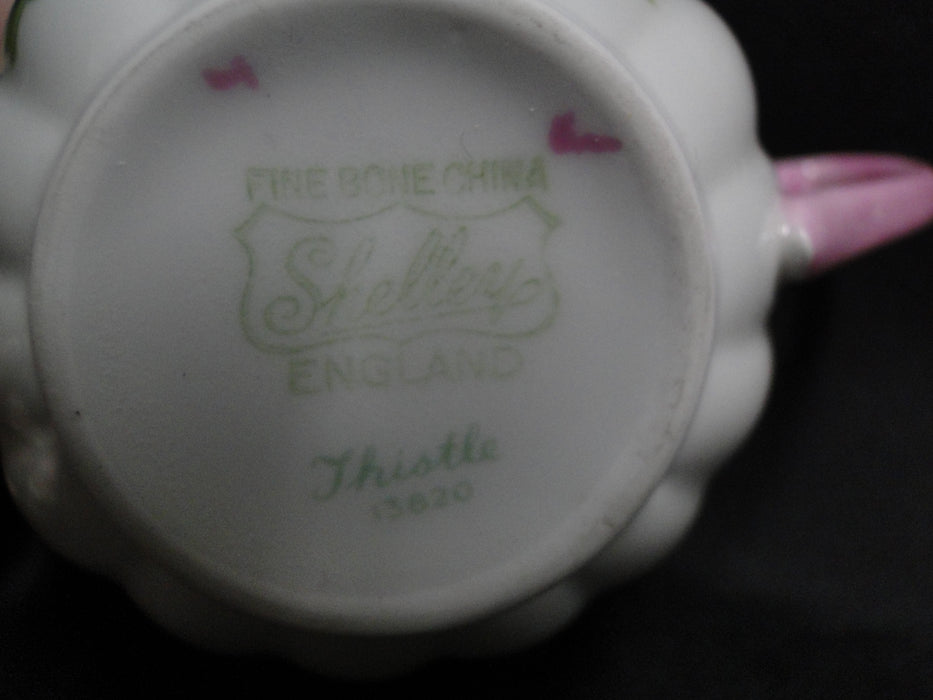 FINE BONE CHINA
Shelley
ENGLAND
Thistle
13820